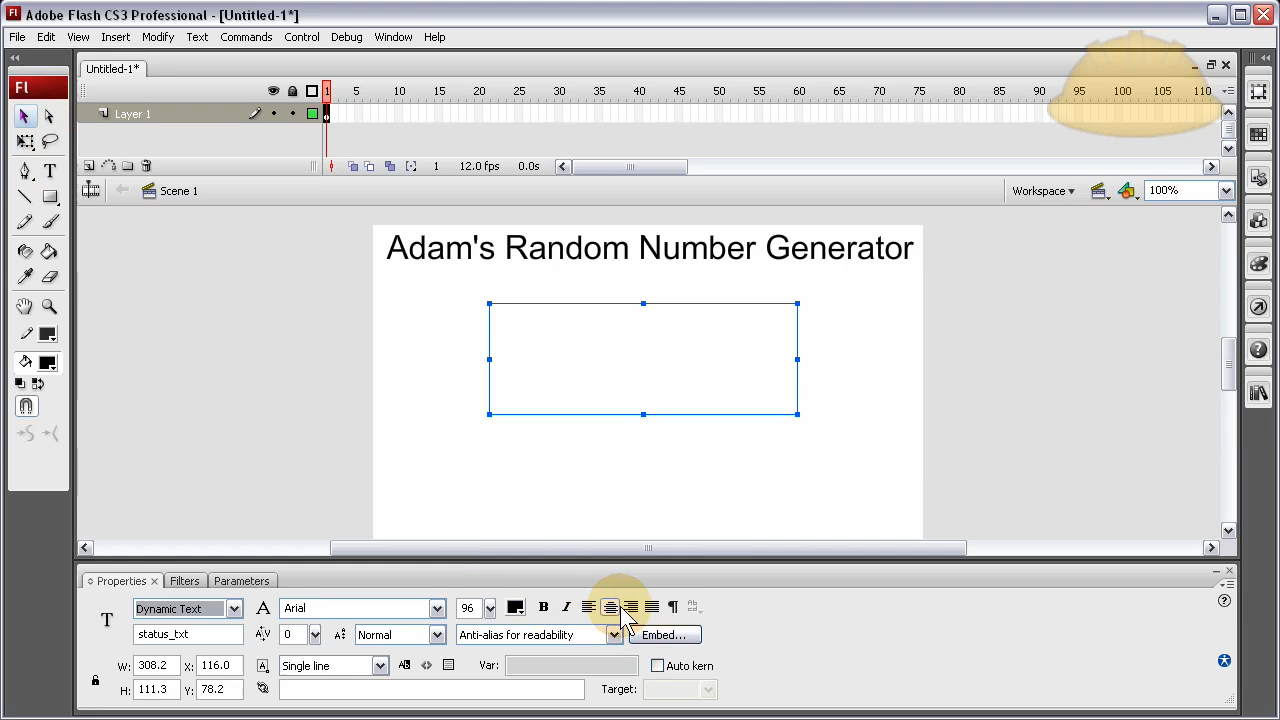 Adobe Flash CS3 Professional - [Untitled-1*]
File Edit View Insert Modify Text Commands Control Debug Window Help
Untitled-1*
Fl
1 5 10 15 20 25 30 35 40 45 50 55 60 65 70 75 80 85 90 95 100 105 110
Layer 1
1 12.0 fps 0.0s
Scene 1
Workspace
100%
Adam's Random Number Generator
Properties Filters Parameters
Dynamic Text A Arial 96 B I
status_txt 0 Normal Anti-alias for readability Embed...
W: 308.2 X: 116.0 Single line Var: Auto kern
H: 111.3 Y: 78.2 Target: